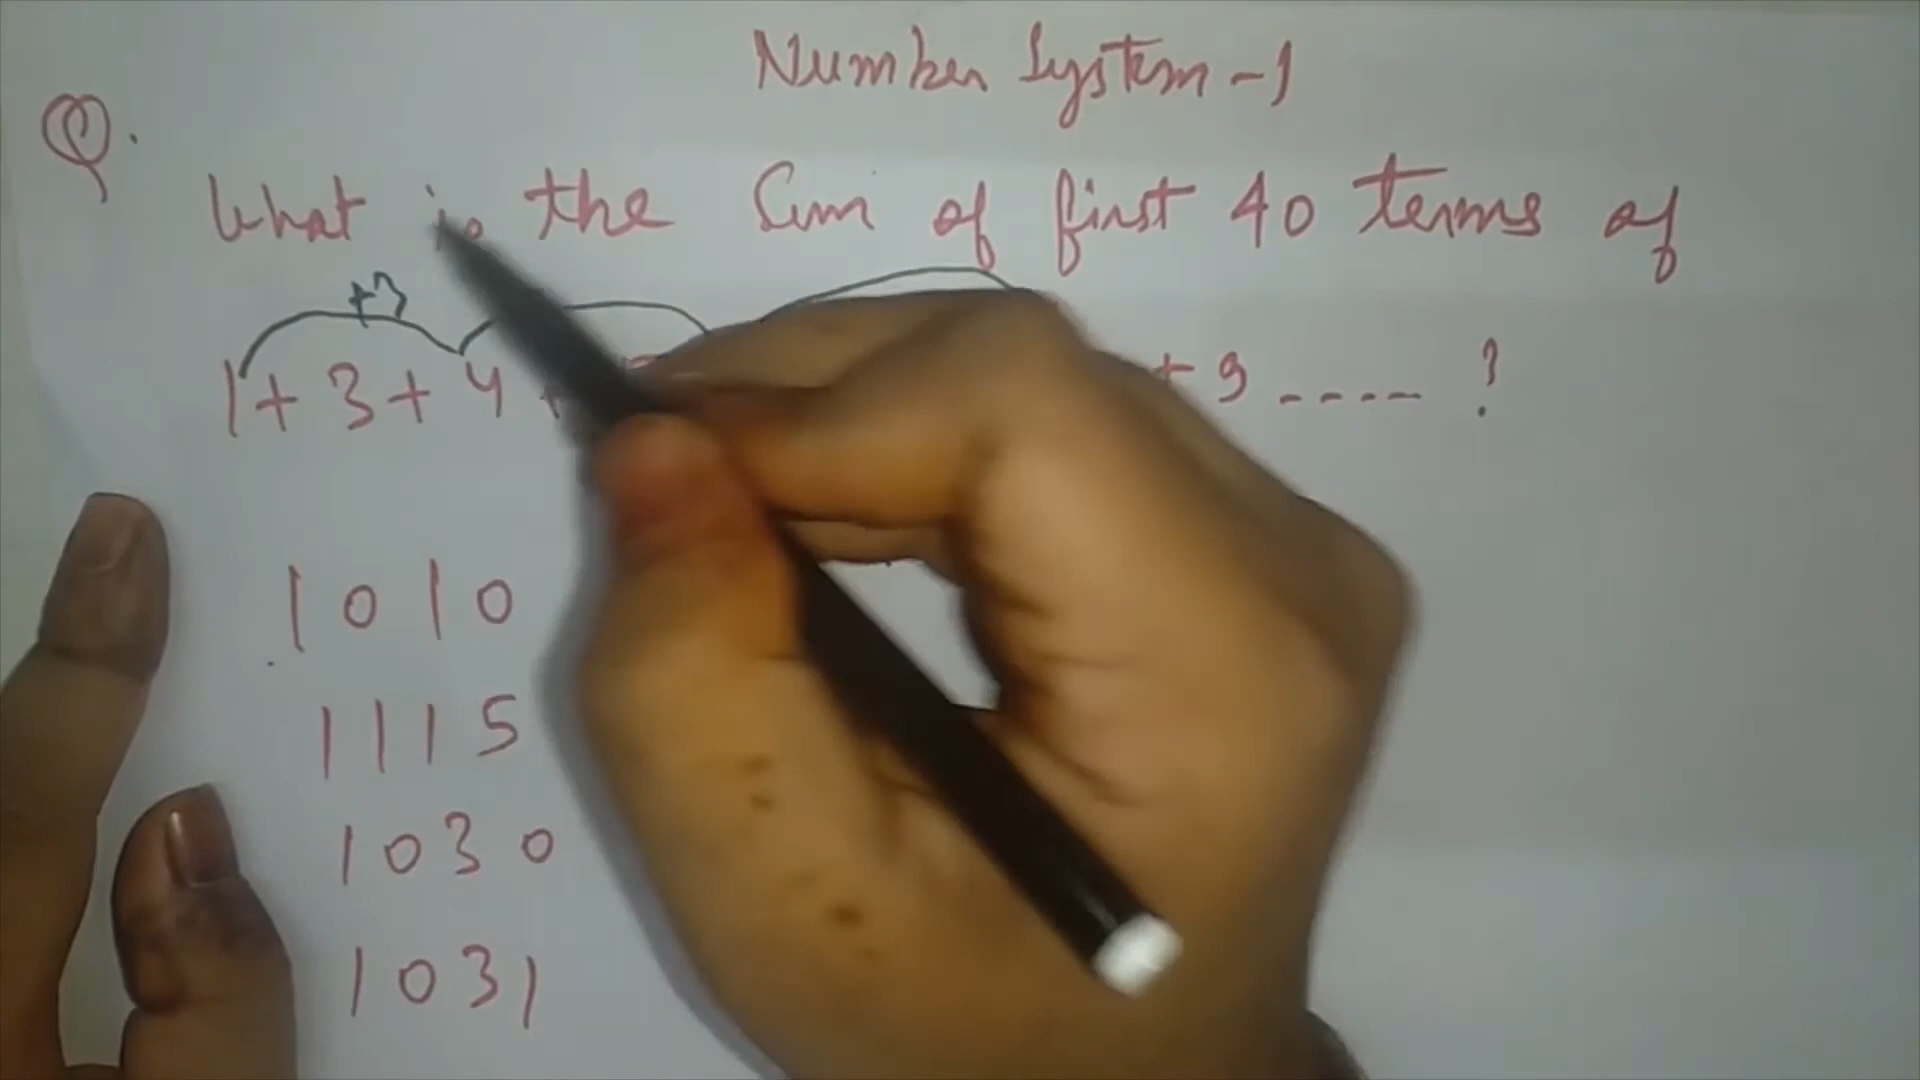 Number System - 1
Q.
What is the Sum of first 40 terms of
+3
1 + 3 + 4 + + 9 ---- ?
1010
1115
1030
1031